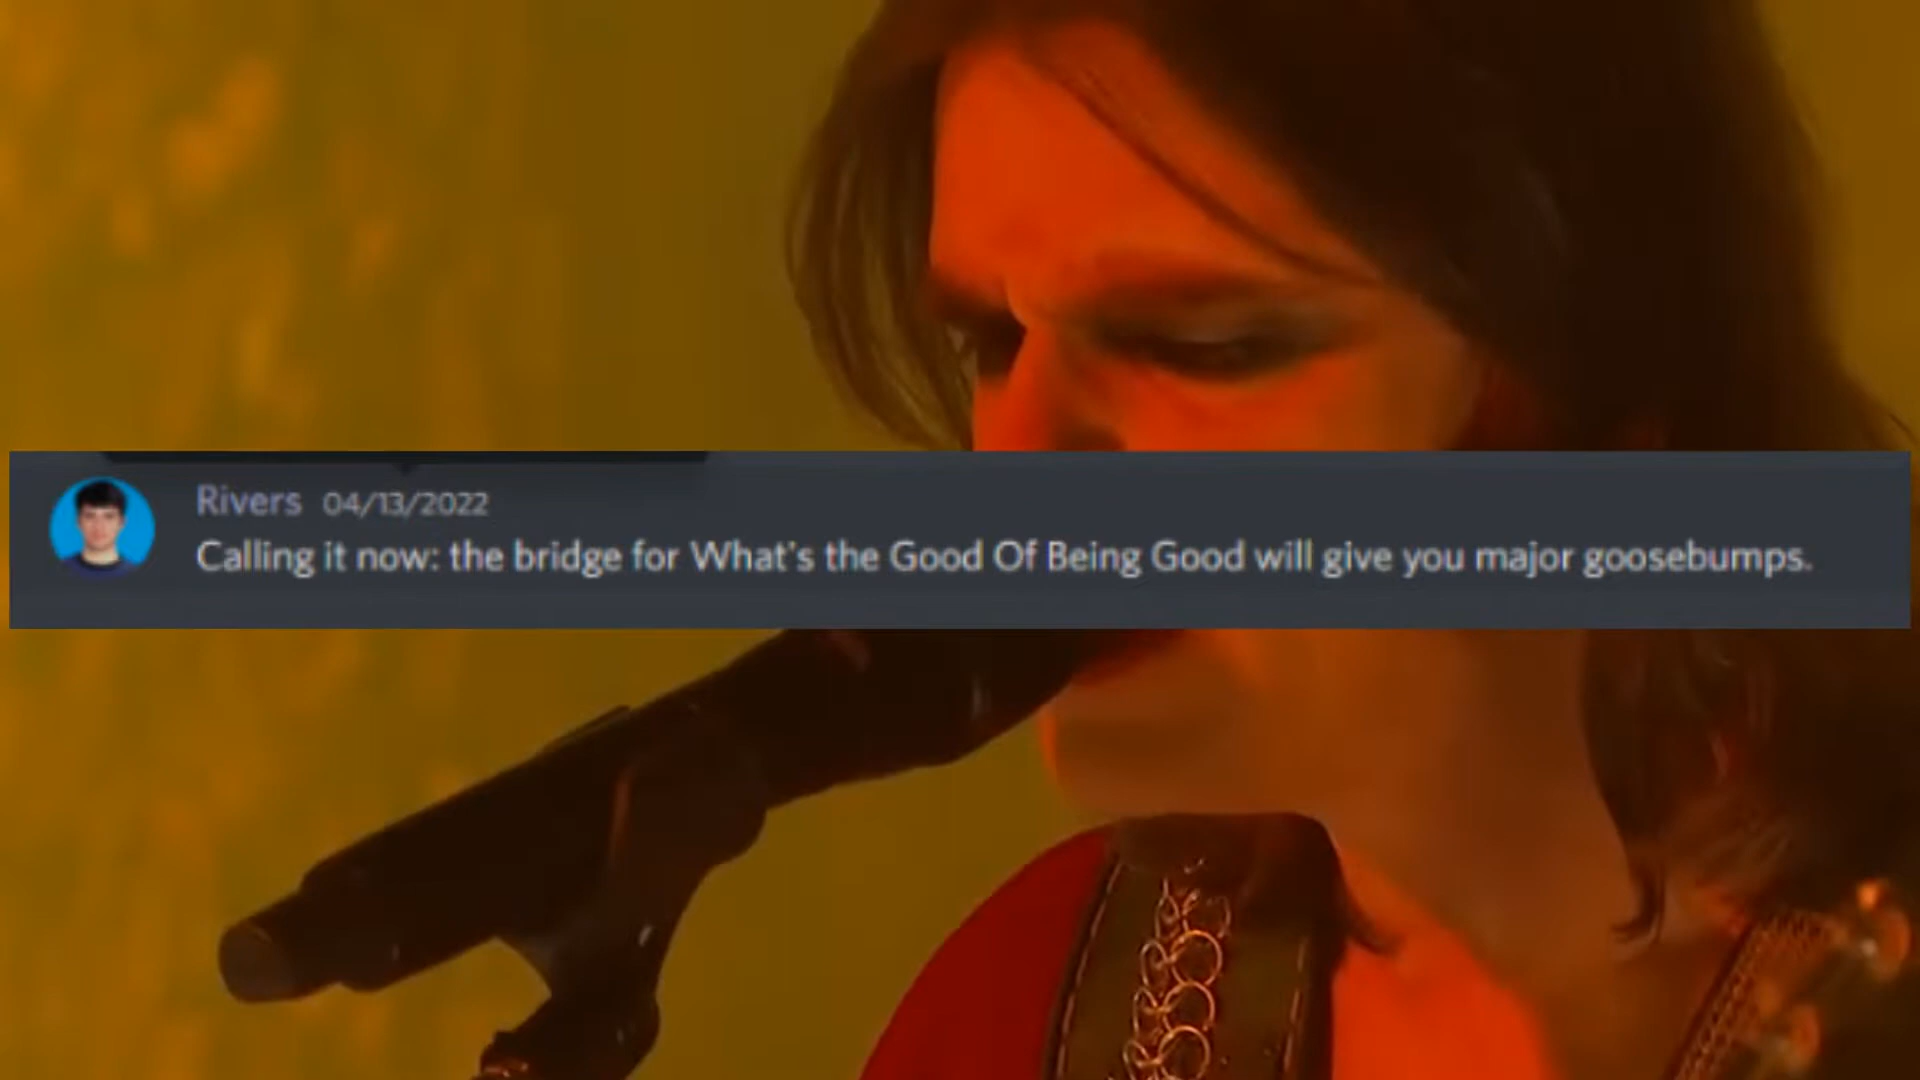 Rivers 04/13/2022
Calling it now: the bridge for What's the Good Of Being Good will give you major goosebumps.